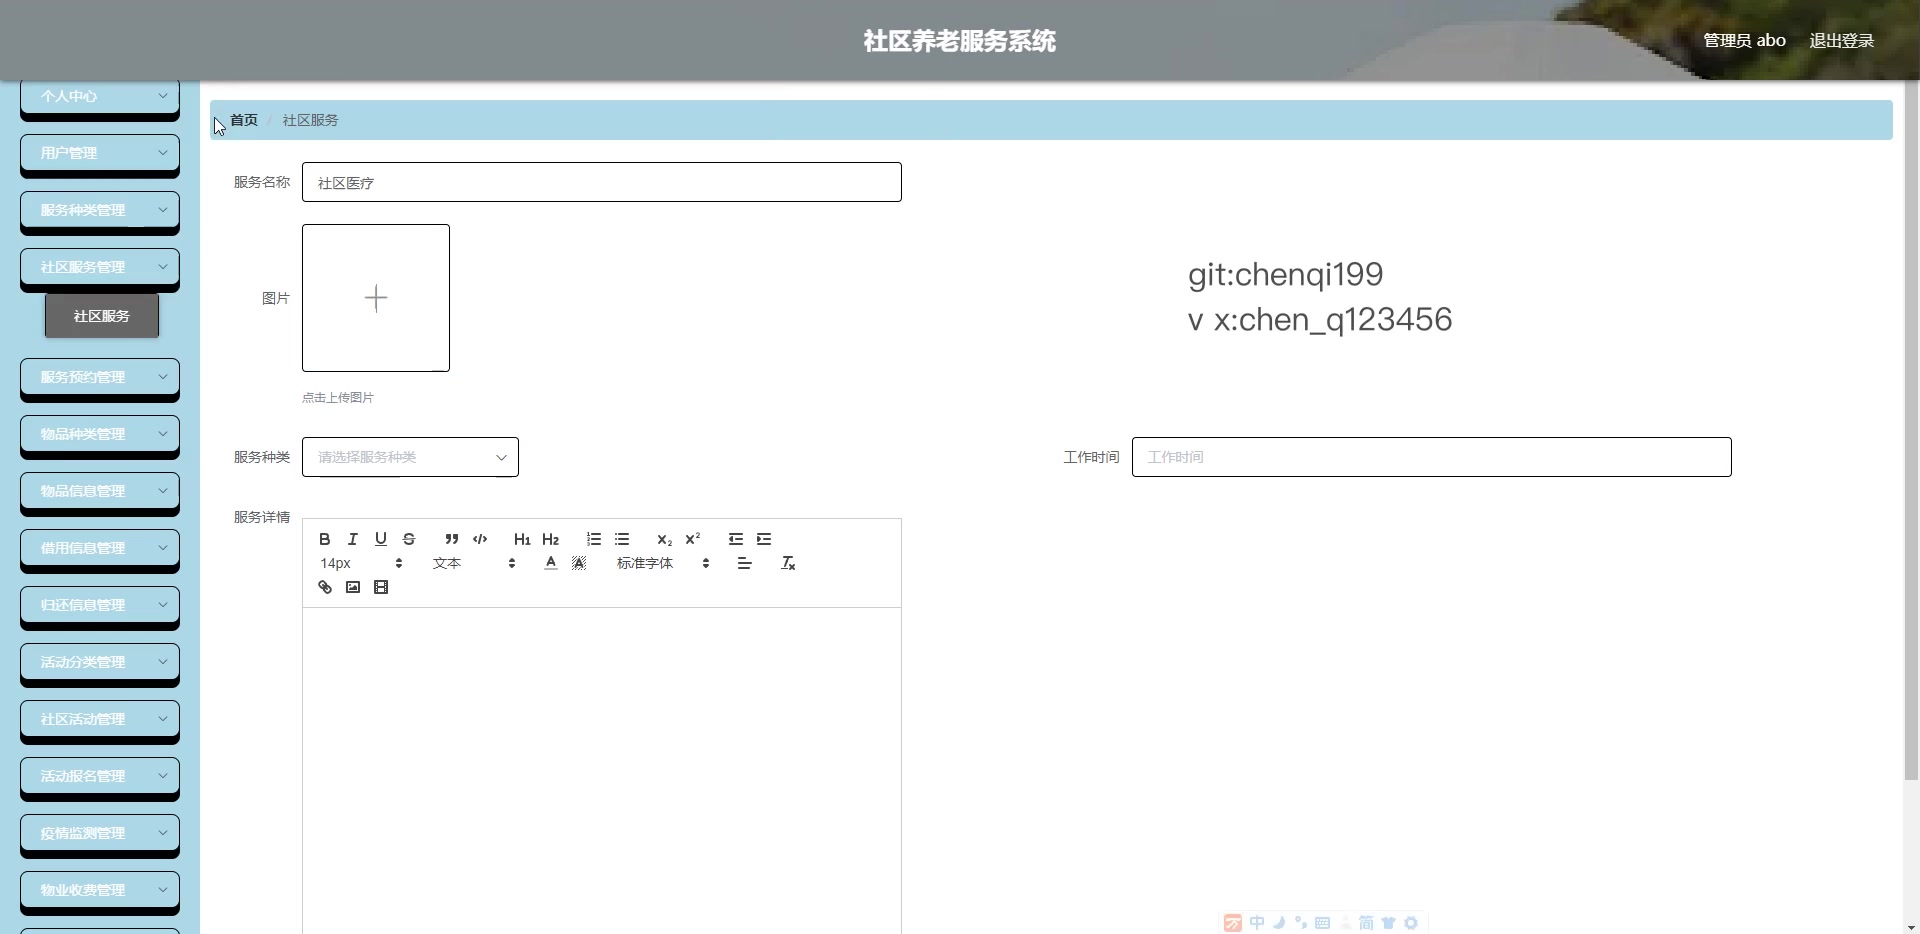 社区养老服务系统
管理员 abo
退出登录
个人中心
用户管理
服务种类管理
社区服务管理
社区服务
服务预约管理
物品种类管理
物品信息管理
借用信息管理
归还信息管理
活动分类管理
社区活动管理
活动报名管理
疫情监测管理
物业收费管理
首页 / 社区服务
服务名称 社区医疗
图片
点击上传图片
git:chenqi199
v x:chen_q123456
服务种类 请选择服务种类
工作时间 工作时间
服务详情
B I U S ❞ </> H1 H2 X₂ X²
14px 文本 A A 标准字体 Tx
中 简